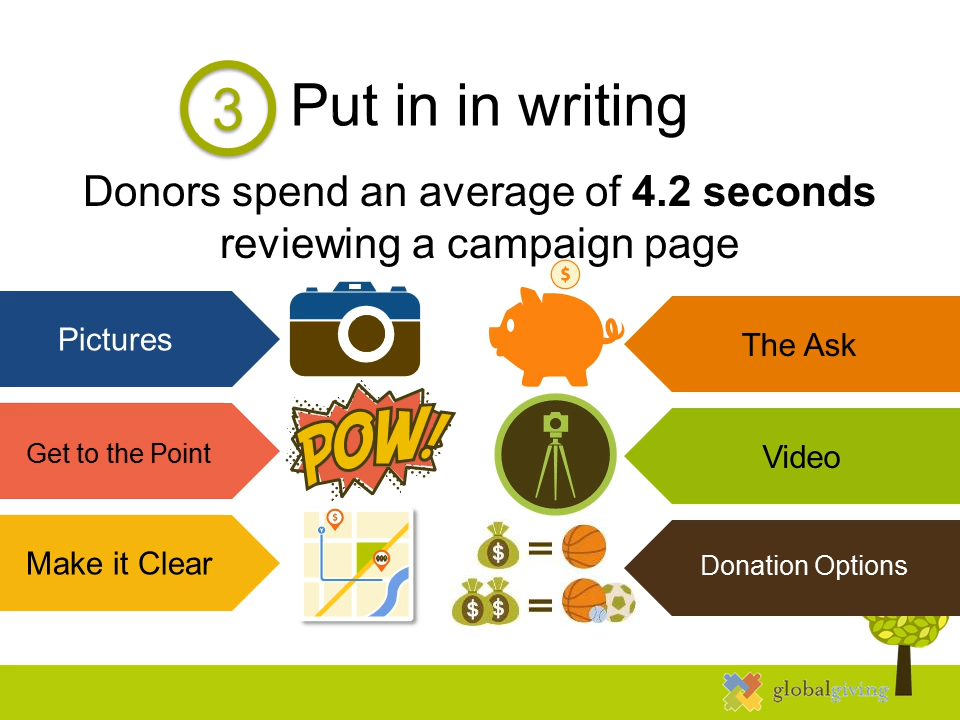 3
Put in in writing
Donors spend an average of 4.2 seconds
reviewing a campaign page
Pictures
$
The Ask
Get to the Point
POW!
Video
Make it Clear
$
$
=
Donation Options
$ $
=
globalgiving